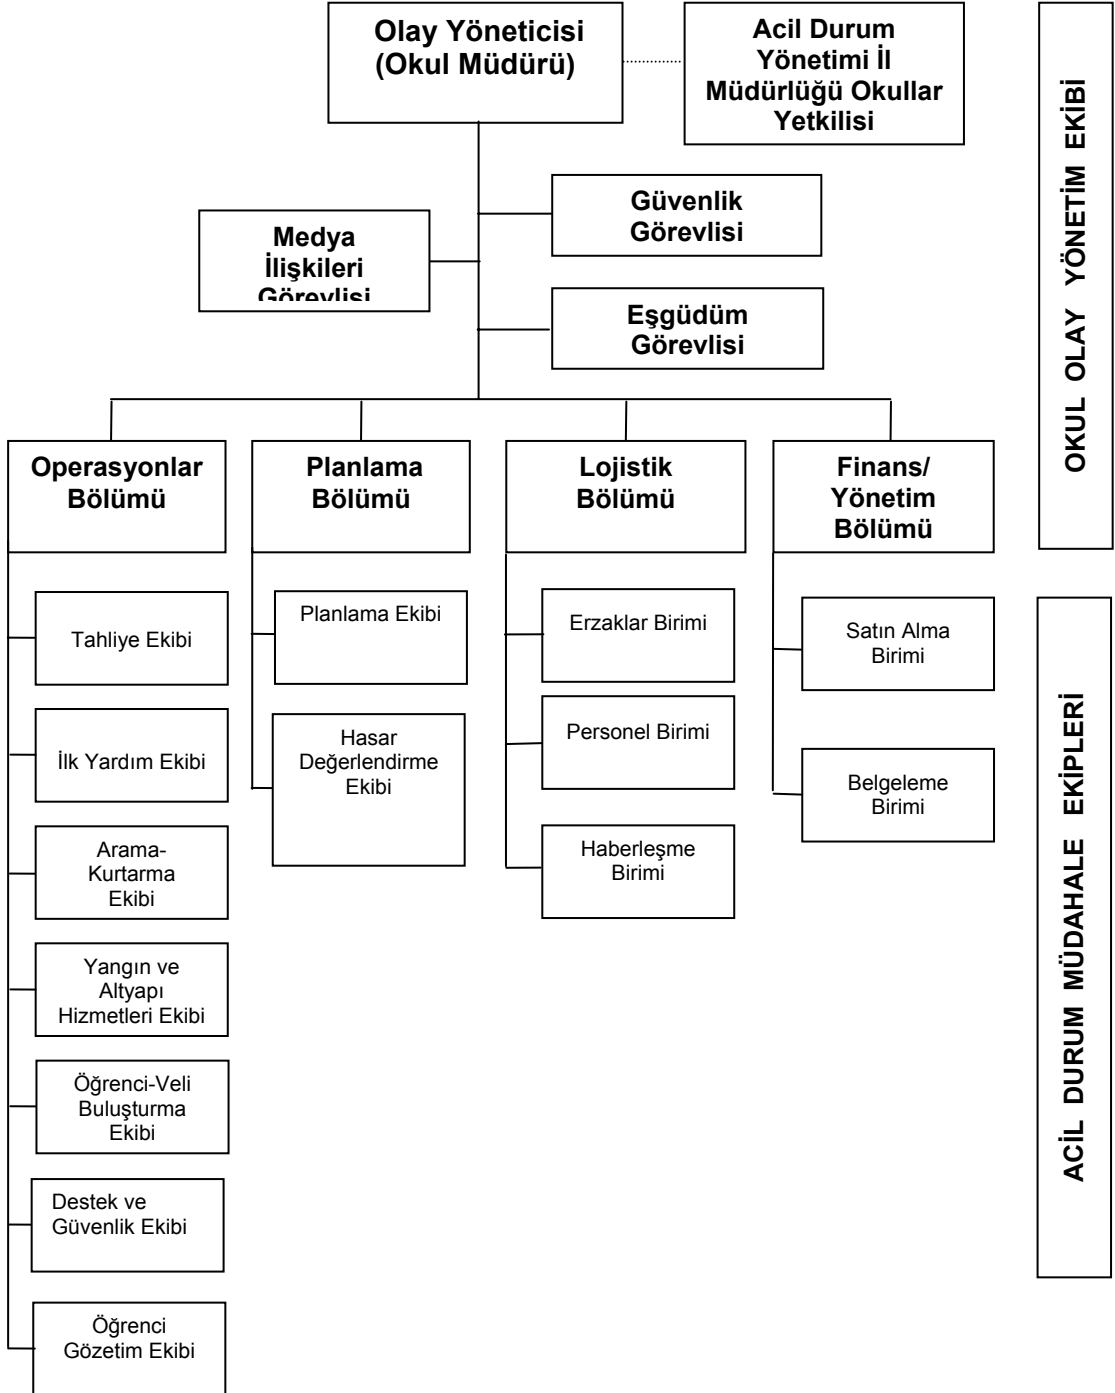 Olay Yöneticisi
(Okul Müdürü)
Acil Durum
Yönetimi İl
Müdürlüğü Okullar
Yetkilisi
Güvenlik
Görevlisi
Medya
İlişkileri
Görevlisi
Eşgüdüm
Görevlisi
OKUL OLAY YÖNETİM EKİBİ
Operasyonlar
Bölümü
Planlama
Bölümü
Lojistik
Bölümü
Finans/
Yönetim
Bölümü
Tahliye Ekibi
İlk Yardım Ekibi
Arama-
Kurtarma
Ekibi
Yangın ve
Altyapı
Hizmetleri Ekibi
Öğrenci-Veli
Buluşturma
Ekibi
Destek ve
Güvenlik Ekibi
Öğrenci
Gözetim Ekibi
Planlama Ekibi
Hasar
Değerlendirme
Ekibi
Erzaklar Birimi
Personel Birimi
Haberleşme
Birimi
Satın Alma
Birimi
Belgeleme
Birimi
ACİL DURUM MÜDAHALE EKİPLERİ